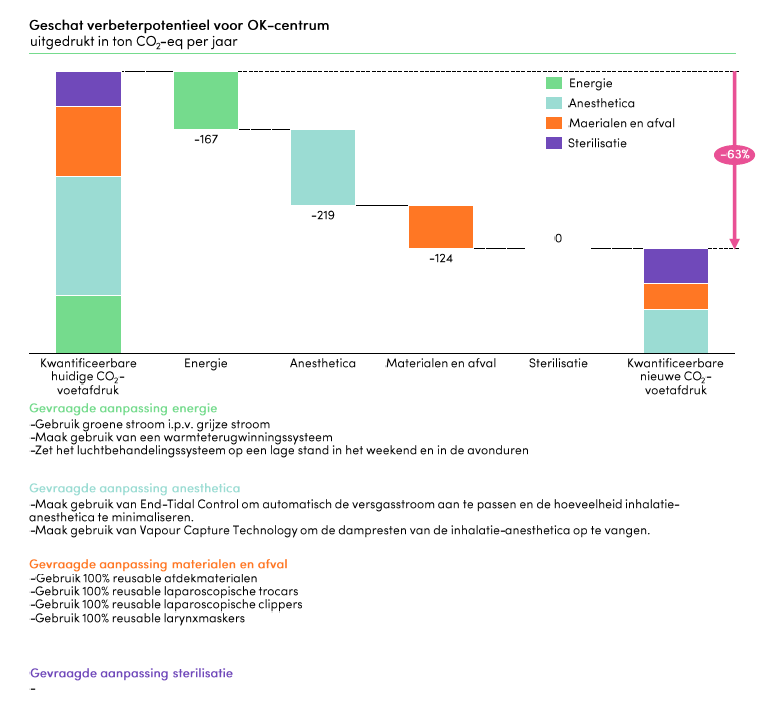 Geschat verbeterpotentieel voor OK-centrum
uitgedrukt in ton CO₂-eq per jaar
Energie
Anesthetica
Maerialen en afval
Sterilisatie
-63%
-167
-219
-124
0
Kwantificeerbare
huidige CO₂-
voetafdruk
Energie
Anesthetica
Materialen en afval
Sterilisatie
Kwantificeerbare
nieuwe CO₂-
voetafdruk
Gevraagde aanpassing energie
-Gebruik groene stroom i.p.v. grijze stroom
-Maak gebruik van een warmteterugwinningssysteem
-Zet het luchtbehandelingssysteem op een lage stand in het weekend en in de avonduren
Gevraagde aanpassing anesthetica
-Maak gebruik van End-Tidal Control om automatisch de versgasstroom aan te passen en de hoeveelheid inhalatie-
anesthetica te minimaliseren.
-Maak gebruik van Vapour Capture Technology om de dampresten van de inhalatie-anesthetica op te vangen.
Gevraagde aanpassing materialen en afval
-Gebruik 100% reusable afdekmaterialen
-Gebruik 100% reusable laparoscopische trocars
-Gebruik 100% reusable laparoscopische clippers
-Gebruik 100% reusable larynxmaskers
Gevraagde aanpassing sterilisatie
-